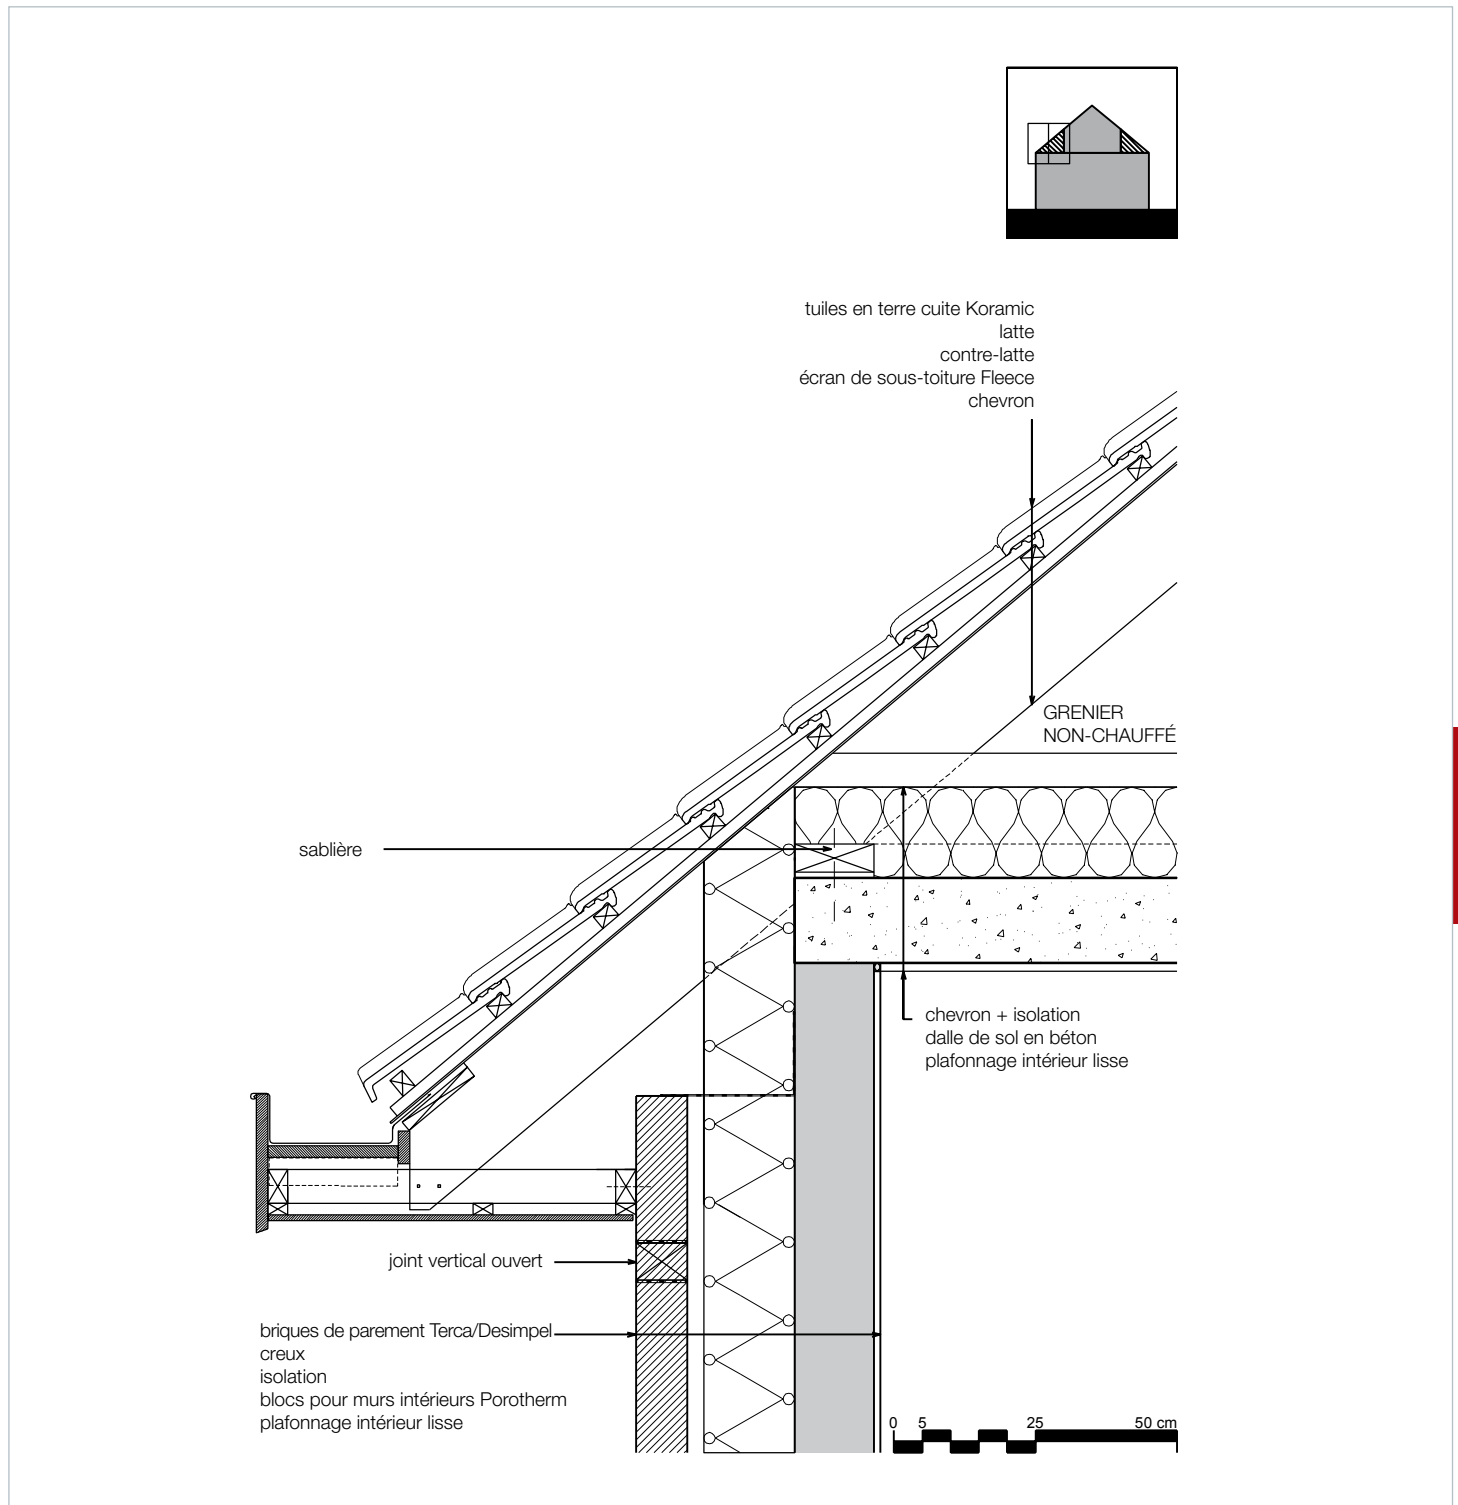 tuiles en terre cuite Koramic
latte
contre-latte
écran de sous-toiture Fleece
chevron
GRENIER
NON-CHAUFFÉ
sablière
chevron + isolation
dalle de sol en béton
plafonnage intérieur lisse
joint vertical ouvert
briques de parement Terca/Desimpel
creux
isolation
blocs pour murs intérieurs Porotherm
plafonnage intérieur lisse
0 5 25 50 cm